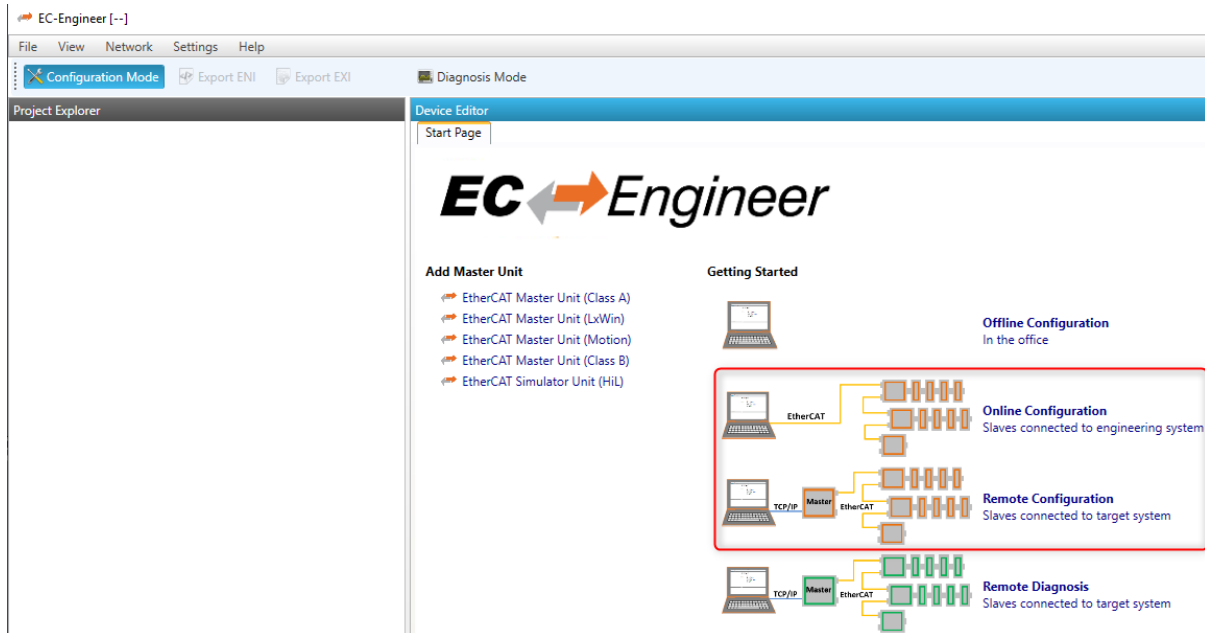 EC-Engineer [--]
File View Network Settings Help
Configuration Mode Export ENI Export EXI Diagnosis Mode
Project Explorer
Device Editor
Start Page
EC Engineer
Add Master Unit
EtherCAT Master Unit (Class A)
EtherCAT Master Unit (LxWin)
EtherCAT Master Unit (Motion)
EtherCAT Master Unit (Class B)
EtherCAT Simulator Unit (HiL)
Getting Started
Offline Configuration
In the office
EtherCAT
Online Configuration
Slaves connected to engineering system
TCP/IP Master EtherCAT
Remote Configuration
Slaves connected to target system
TCP/IP Master EtherCAT
Remote Diagnosis
Slaves connected to target system